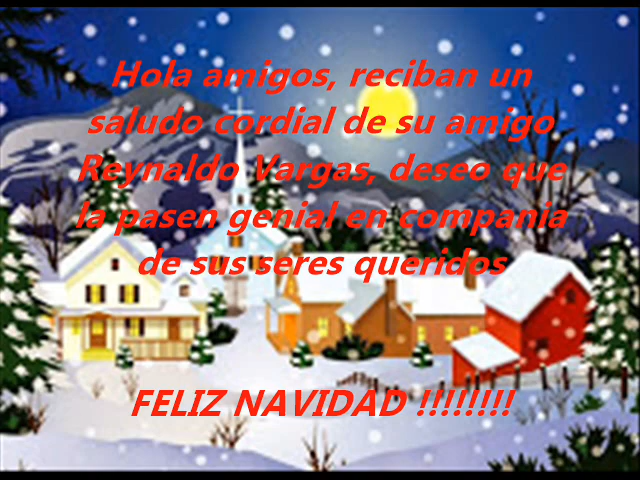 Hola amigos, reciban un
saludo cordial de su amigo
Reynaldo Vargas, deseo que
la pasen genial en compania
de sus seres queridos
FELIZ NAVIDAD !!!!!!!!